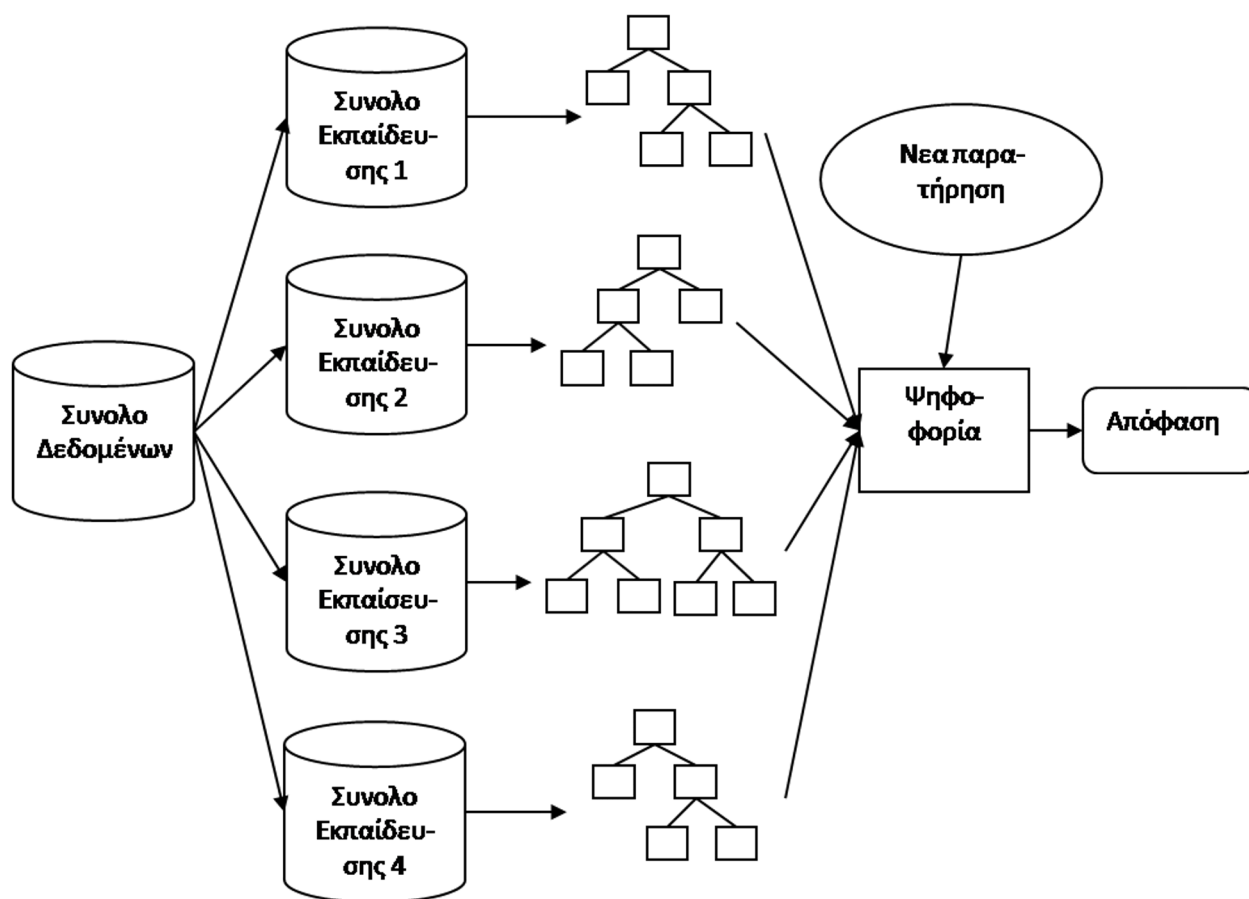 Συνολο
Εκπαίδευ-
σης 1
Νεα παρα-
τήρηση
Συνολο
Εκπαίδευ-
σης 2
Συνολο
Δεδομένων
Ψηφο-
φορία
Απόφαση
Συνολο
Εκπαίσευ-
σης 3
Συνολο
Εκπαίδευ-
σης 4